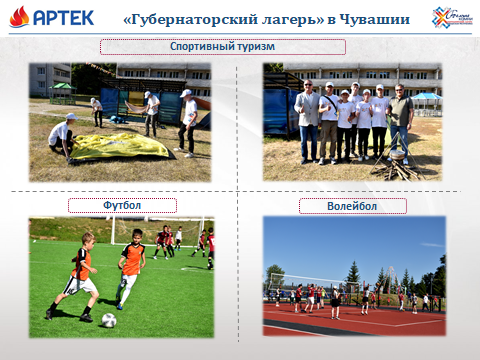 АРТЕК
«Губернаторский лагерь» в Чувашии
Спортивный туризм
Футбол
Волейбол